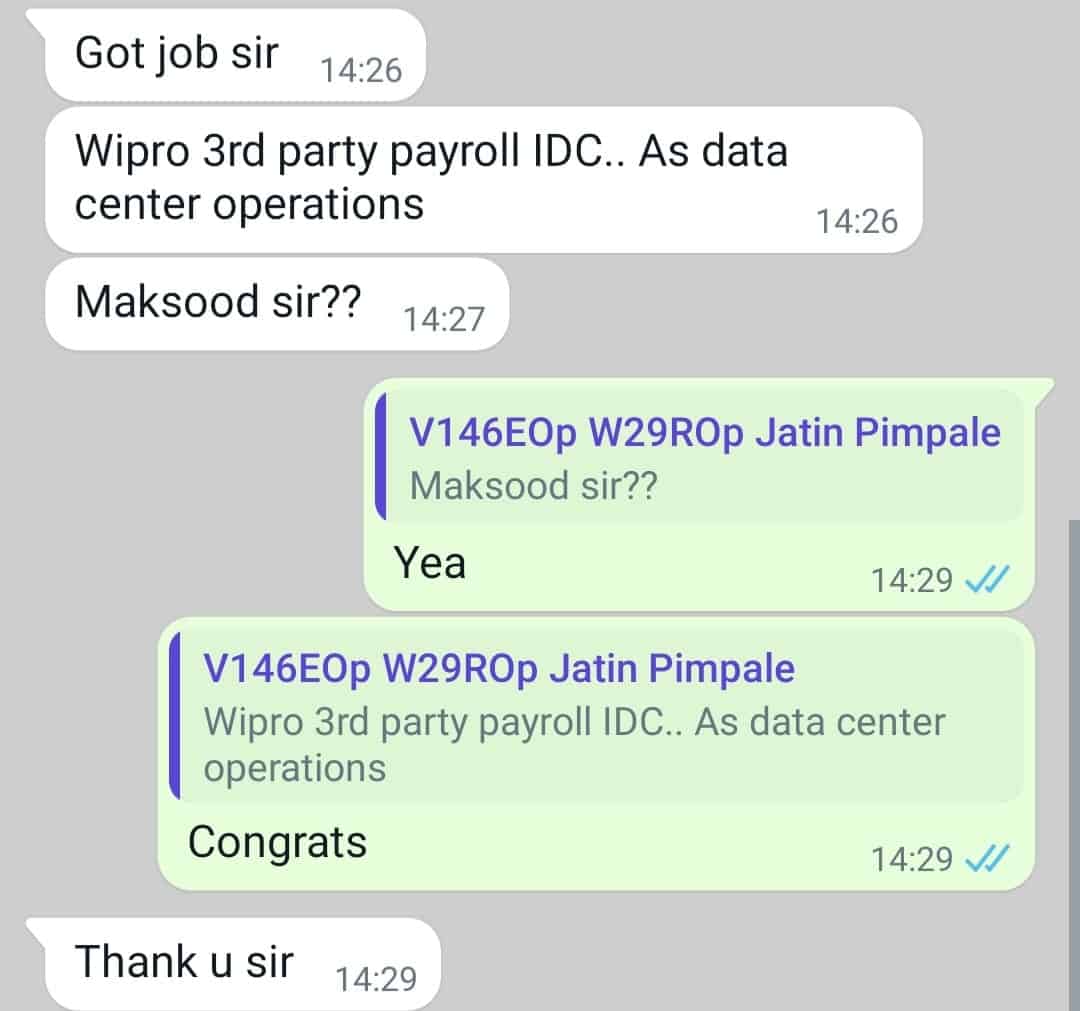 Got job sir 14:26
Wipro 3rd party payroll IDC.. As data
center operations 14:26
Maksood sir?? 14:27
V146EOp W29ROp Jatin Pimpale
Maksood sir??
Yea 14:29
V146EOp W29ROp Jatin Pimpale
Wipro 3rd party payroll IDC.. As data center
operations
Congrats 14:29
Thank u sir 14:29